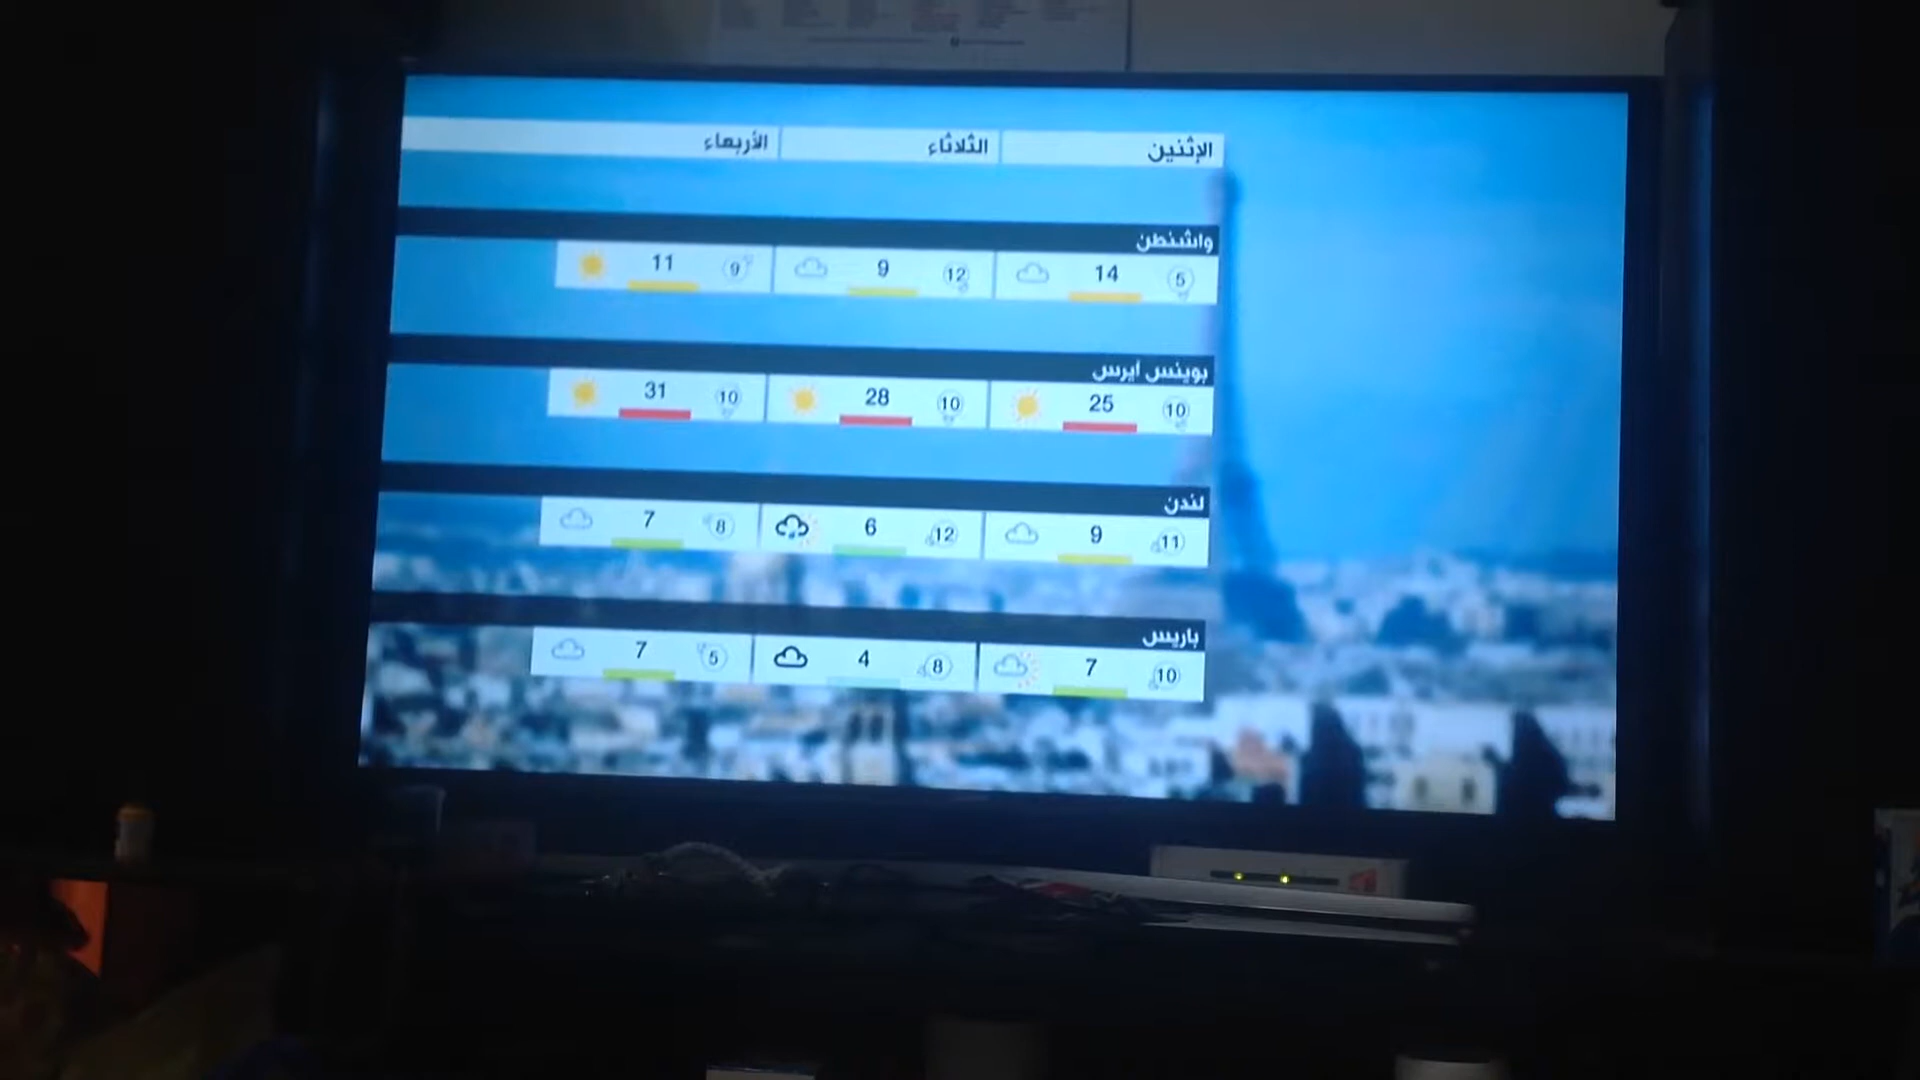 الإثنين الثلاثاء الأربعاء
واشنطن
5 14 12 9 9 11
بوينس آيرس
10 25 10 28 10 31
لندن
11 9 12 6 8 7
باريس
10 7 8 4 5 7